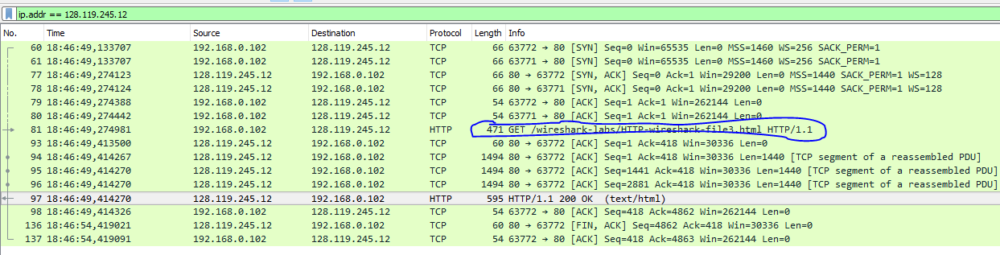 ip.addr == 128.119.245.12
No. Time Source Destination Protocol Length Info
60 18:46:49,133707 192.168.0.102 128.119.245.12 TCP 66 63772 → 80 [SYN] Seq=0 Win=65535 Len=0 MSS=1460 WS=256 SACK_PERM=1
61 18:46:49,133707 192.168.0.102 128.119.245.12 TCP 66 63771 → 80 [SYN] Seq=0 Win=65535 Len=0 MSS=1460 WS=256 SACK_PERM=1
77 18:46:49,274123 128.119.245.12 192.168.0.102 TCP 66 80 → 63772 [SYN, ACK] Seq=0 Ack=1 Win=29200 Len=0 MSS=1440 SACK_PERM=1 WS=128
78 18:46:49,274124 128.119.245.12 192.168.0.102 TCP 66 80 → 63771 [SYN, ACK] Seq=0 Ack=1 Win=29200 Len=0 MSS=1440 SACK_PERM=1 WS=128
79 18:46:49,274388 192.168.0.102 128.119.245.12 TCP 54 63772 → 80 [ACK] Seq=1 Ack=1 Win=262144 Len=0
80 18:46:49,274442 192.168.0.102 128.119.245.12 TCP 54 63771 → 80 [ACK] Seq=1 Ack=1 Win=262144 Len=0
81 18:46:49,274981 192.168.0.102 128.119.245.12 HTTP 471 GET /wireshark-labs/HTTP-wireshark-file3.html HTTP/1.1
93 18:46:49,413500 128.119.245.12 192.168.0.102 TCP 60 80 → 63772 [ACK] Seq=1 Ack=418 Win=30336 Len=0
94 18:46:49,414267 128.119.245.12 192.168.0.102 TCP 1494 80 → 63772 [ACK] Seq=1 Ack=418 Win=30336 Len=1440 [TCP segment of a reassembled PDU]
95 18:46:49,414270 128.119.245.12 192.168.0.102 TCP 1494 80 → 63772 [ACK] Seq=1441 Ack=418 Win=30336 Len=1440 [TCP segment of a reassembled PDU]
96 18:46:49,414270 128.119.245.12 192.168.0.102 TCP 1494 80 → 63772 [ACK] Seq=2881 Ack=418 Win=30336 Len=1440 [TCP segment of a reassembled PDU]
97 18:46:49,414270 128.119.245.12 192.168.0.102 HTTP 595 HTTP/1.1 200 OK (text/html)
98 18:46:49,414326 192.168.0.102 128.119.245.12 TCP 54 63772 → 80 [ACK] Seq=418 Ack=4862 Win=262144 Len=0
136 18:46:54,419021 128.119.245.12 192.168.0.102 TCP 60 80 → 63772 [FIN, ACK] Seq=4862 Ack=418 Win=30336 Len=0
137 18:46:54,419091 192.168.0.102 128.119.245.12 TCP 54 63772 → 80 [ACK] Seq=418 Ack=4863 Win=262144 Len=0